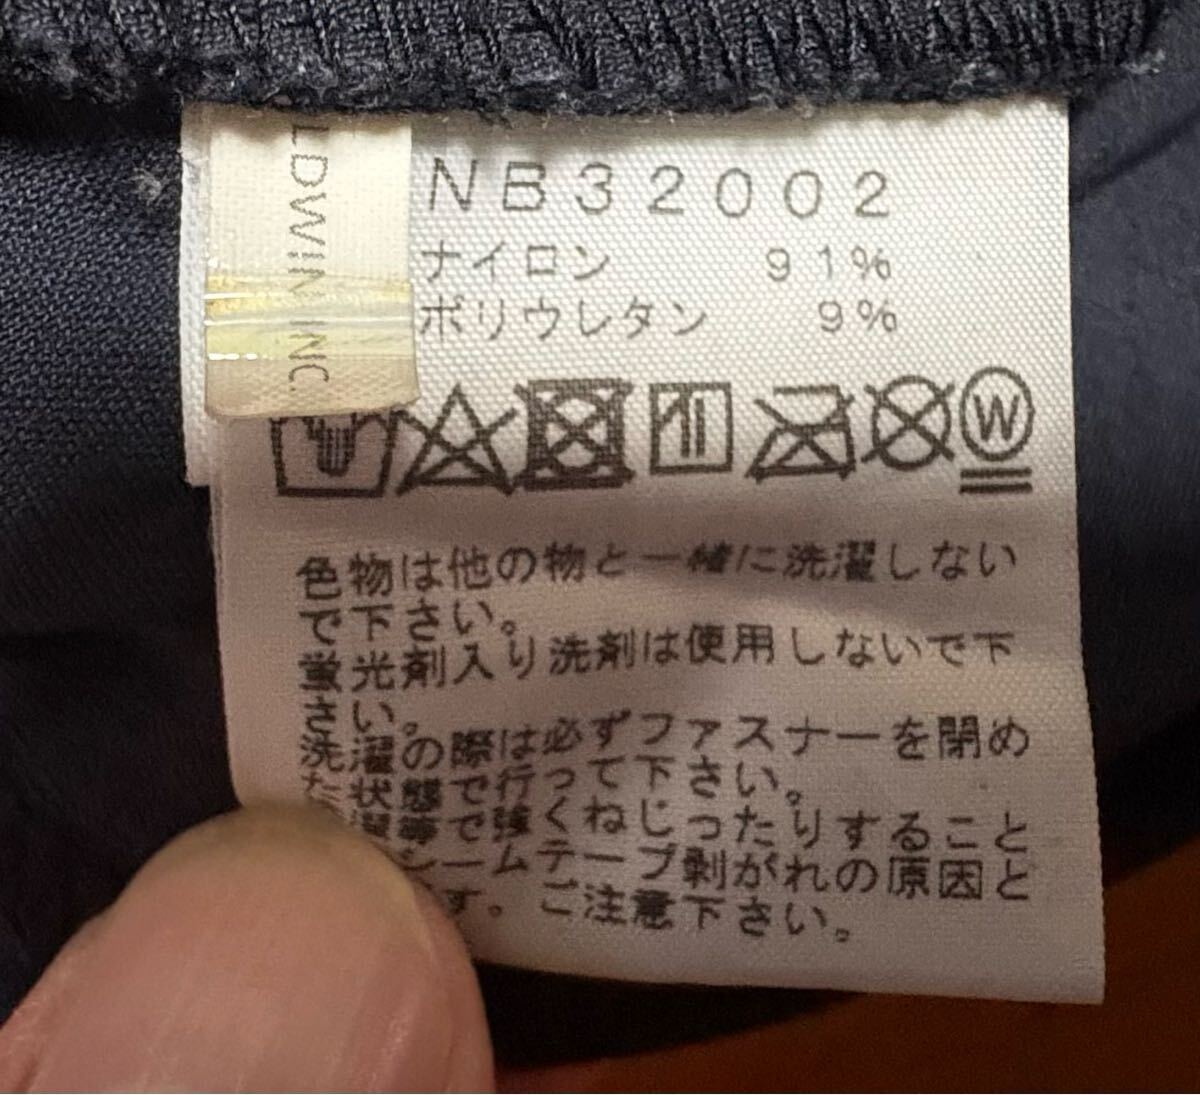 LDWIN INC.
NB32002
ナイロン 91%
ポリウレタン 9%
W
色物は他の物と一緒に洗濯しない
で下さい。
蛍光剤入り洗剤は使用しないで下
さい。
洗濯の際は必ずファスナーを閉め
た状態で行って下さい。
濯等で強くねじったりすること
シームテープ剥がれの原因と
す。ご注意下さい。